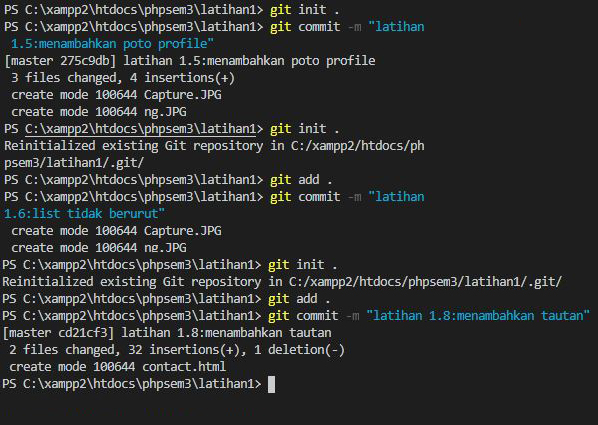 PS C:\xampp2\htdocs\phpsem3\latihan1> git init .
PS C:\xampp2\htdocs\phpsem3\latihan1> git commit -m "latihan
 1.5:menambahkan poto profile"
[master 275c9db] latihan 1.5:menambahkan poto profile
 3 files changed, 4 insertions(+)
 create mode 100644 Capture.JPG
 create mode 100644 ng.JPG
PS C:\xampp2\htdocs\phpsem3\latihan1> git init .
Reinitialized existing Git repository in C:/xampp2/htdocs/ph
psem3/latihan1/.git/
PS C:\xampp2\htdocs\phpsem3\latihan1> git add .
PS C:\xampp2\htdocs\phpsem3\latihan1> git commit -m "latihan
1.6:list tidak berurut"
 create mode 100644 Capture.JPG
 create mode 100644 ng.JPG
PS C:\xampp2\htdocs\phpsem3\latihan1> git init .
Reinitialized existing Git repository in C:/xampp2/htdocs/phpsem3/latihan1/.git/
PS C:\xampp2\htdocs\phpsem3\latihan1> git add .
PS C:\xampp2\htdocs\phpsem3\latihan1> git commit -m "latihan 1.8:menambahkan tautan"
[master cd21cf3] latihan 1.8:menambahkan tautan
 2 files changed, 32 insertions(+), 1 deletion(-)
 create mode 100644 contact.html
PS C:\xampp2\htdocs\phpsem3\latihan1>